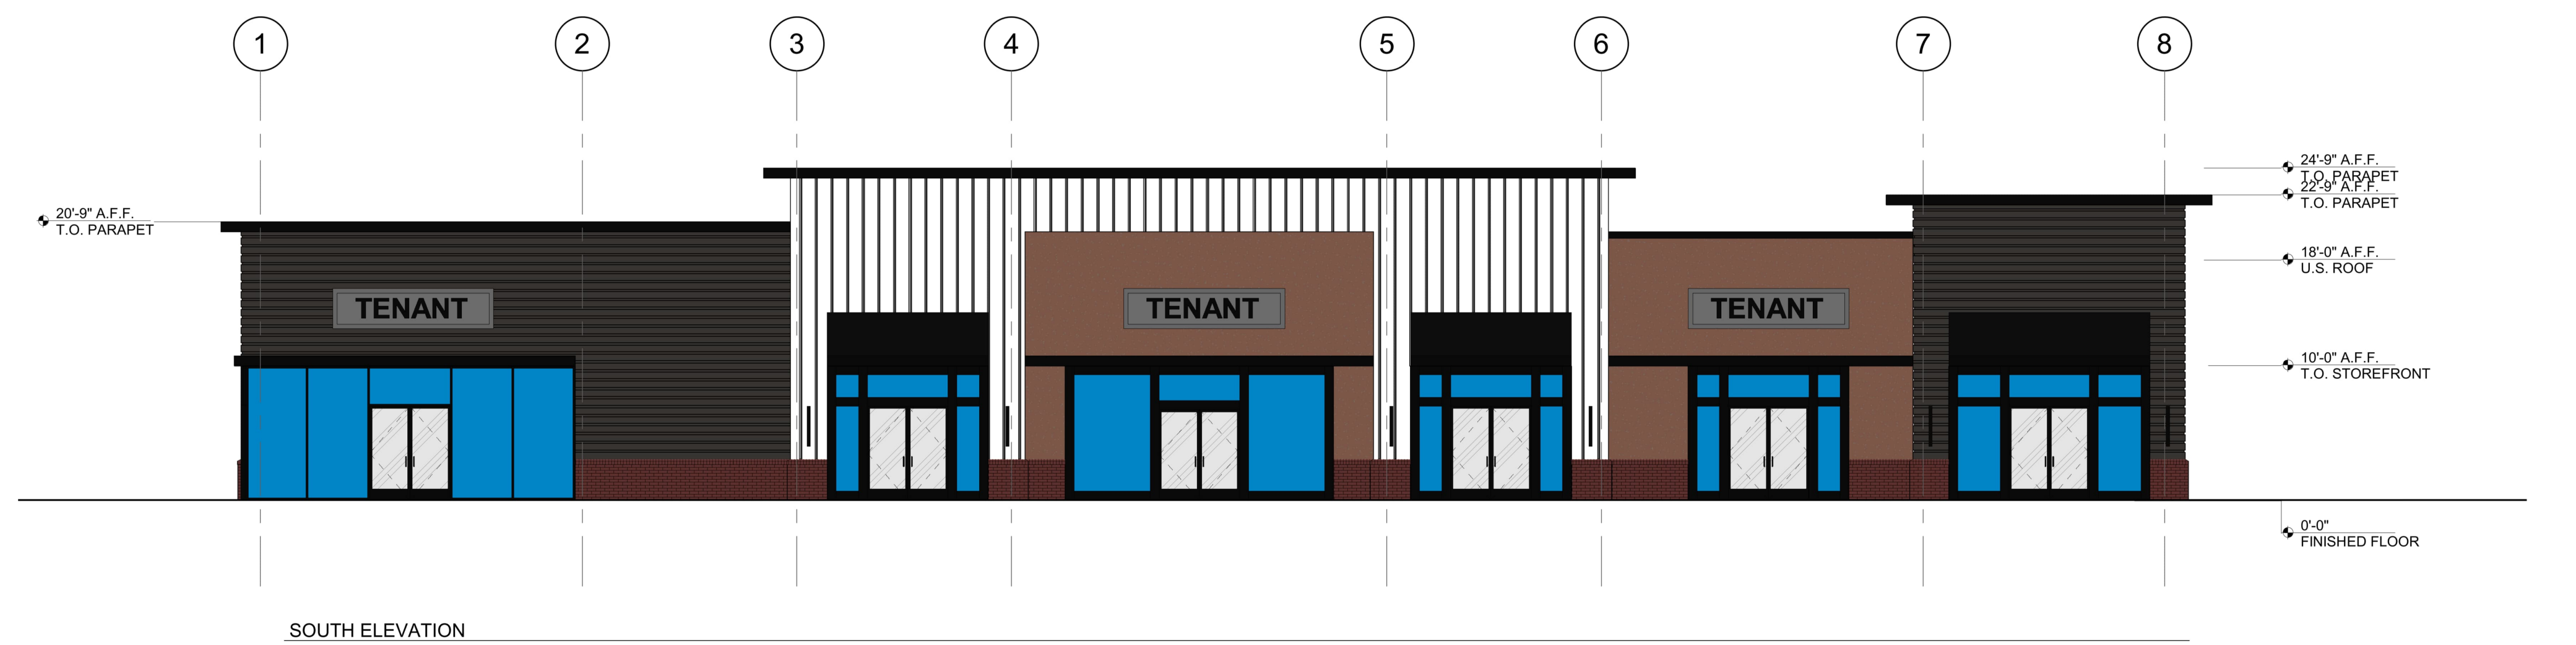 1 2 3 4 5 6 7 8
24'-9" A.F.F.
T.O. PARAPET
22'-9" A.F.F.
T.O. PARAPET
20'-9" A.F.F.
T.O. PARAPET
18'-0" A.F.F.
U.S. ROOF
TENANT TENANT TENANT
10'-0" A.F.F.
T.O. STOREFRONT
0'-0"
FINISHED FLOOR
SOUTH ELEVATION